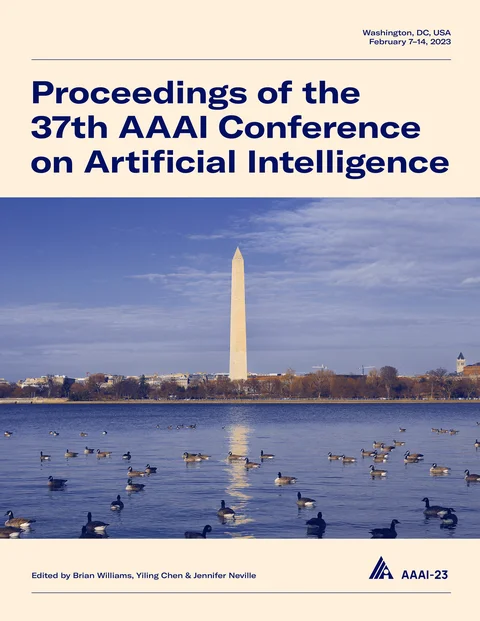 Washington, DC, USA
February 7–14, 2023
Proceedings of the
37th AAAI Conference
on Artificial Intelligence
Edited by Brian Williams, Yiling Chen & Jennifer Neville
AAAI-23